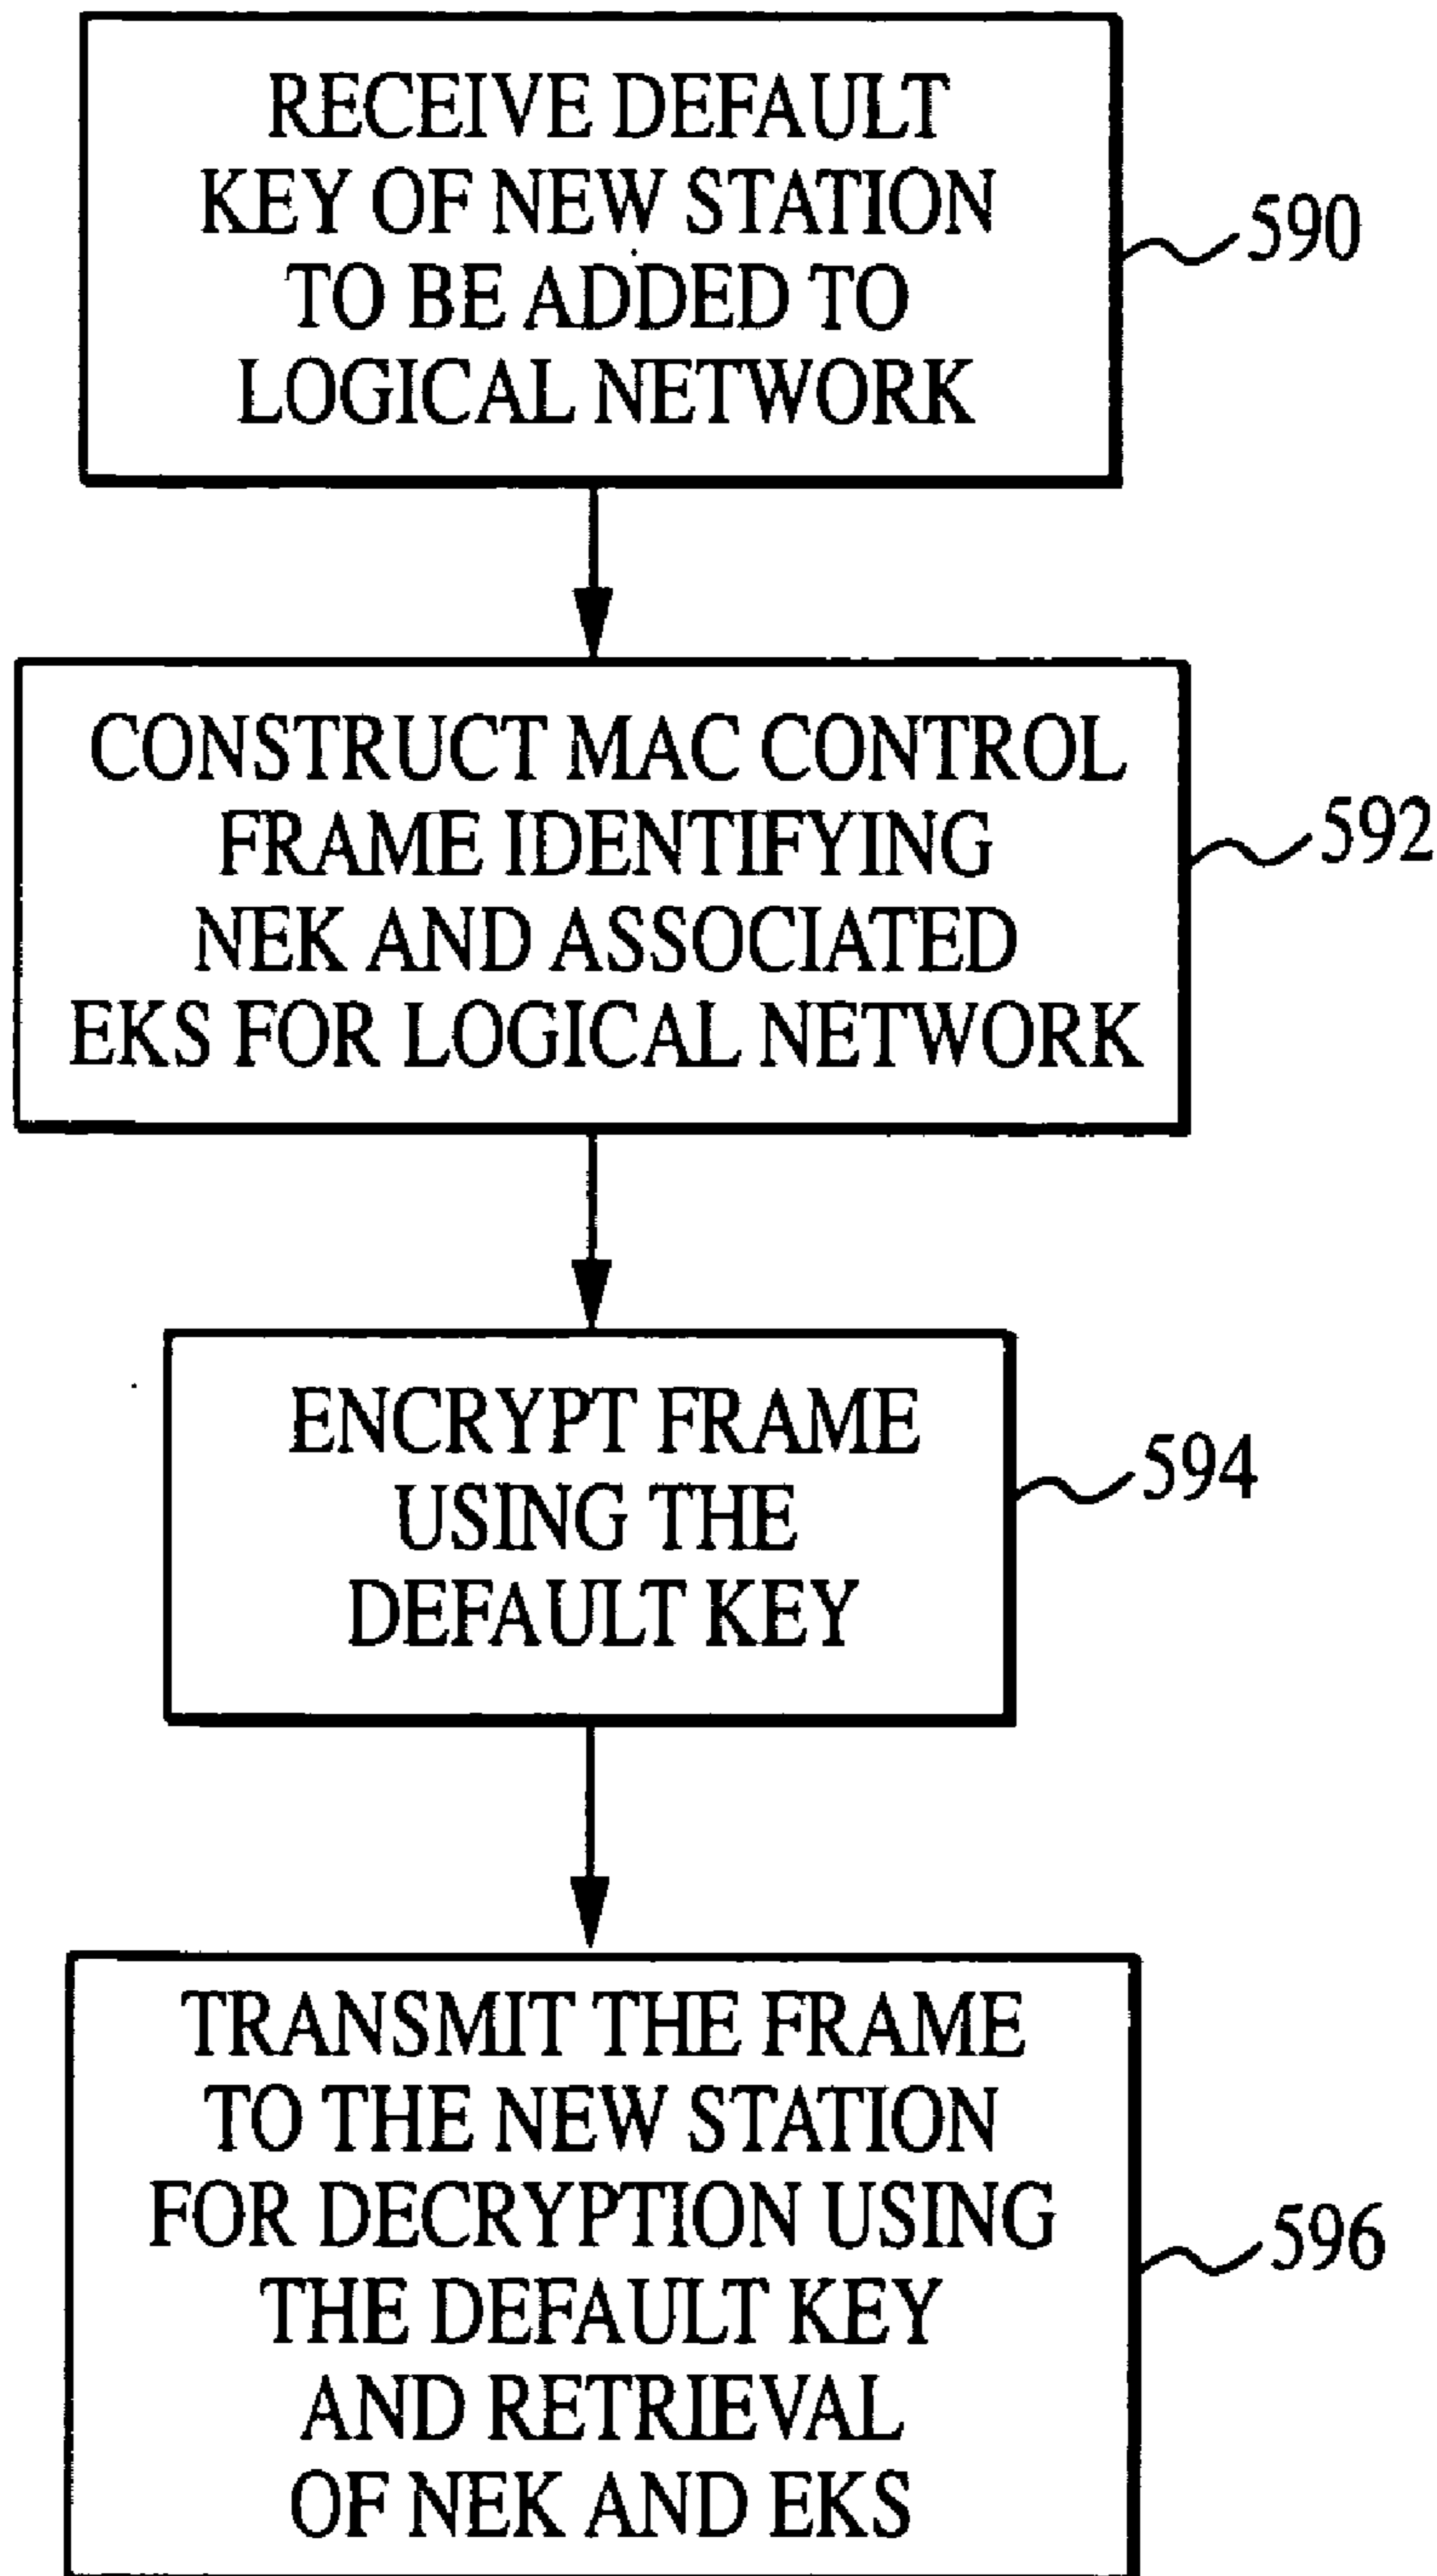 RECEIVE DEFAULT
KEY OF NEW STATION
TO BE ADDED TO
LOGICAL NETWORK
590
CONSTRUCT MAC CONTROL
FRAME IDENTIFYING
NEK AND ASSOCIATED
EKS FOR LOGICAL NETWORK
592
ENCRYPT FRAME
USING THE
DEFAULT KEY
594
TRANSMIT THE FRAME
TO THE NEW STATION
FOR DECRYPTION USING
THE DEFAULT KEY
AND RETRIEVAL
OF NEK AND EKS
596